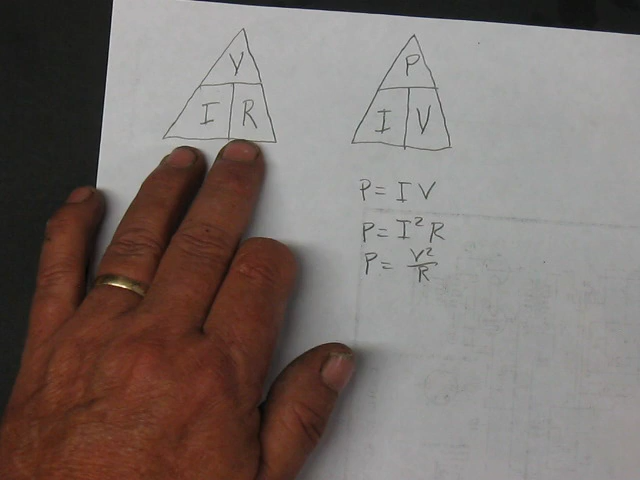 V P
I R I V
P = I V
P = I² R
P = V²/R